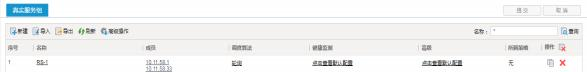 真实服务组
提 交 取 消
新建 导入 导出 刷新 高级操作 名称： * 查询
序号 名称 成员 调度算法 健康监测 品质 所属策略 操作
1 RS-1 10.11.58.1 轮询 点击查看默认配置 点击查看默认配置 无
10.11.58.33